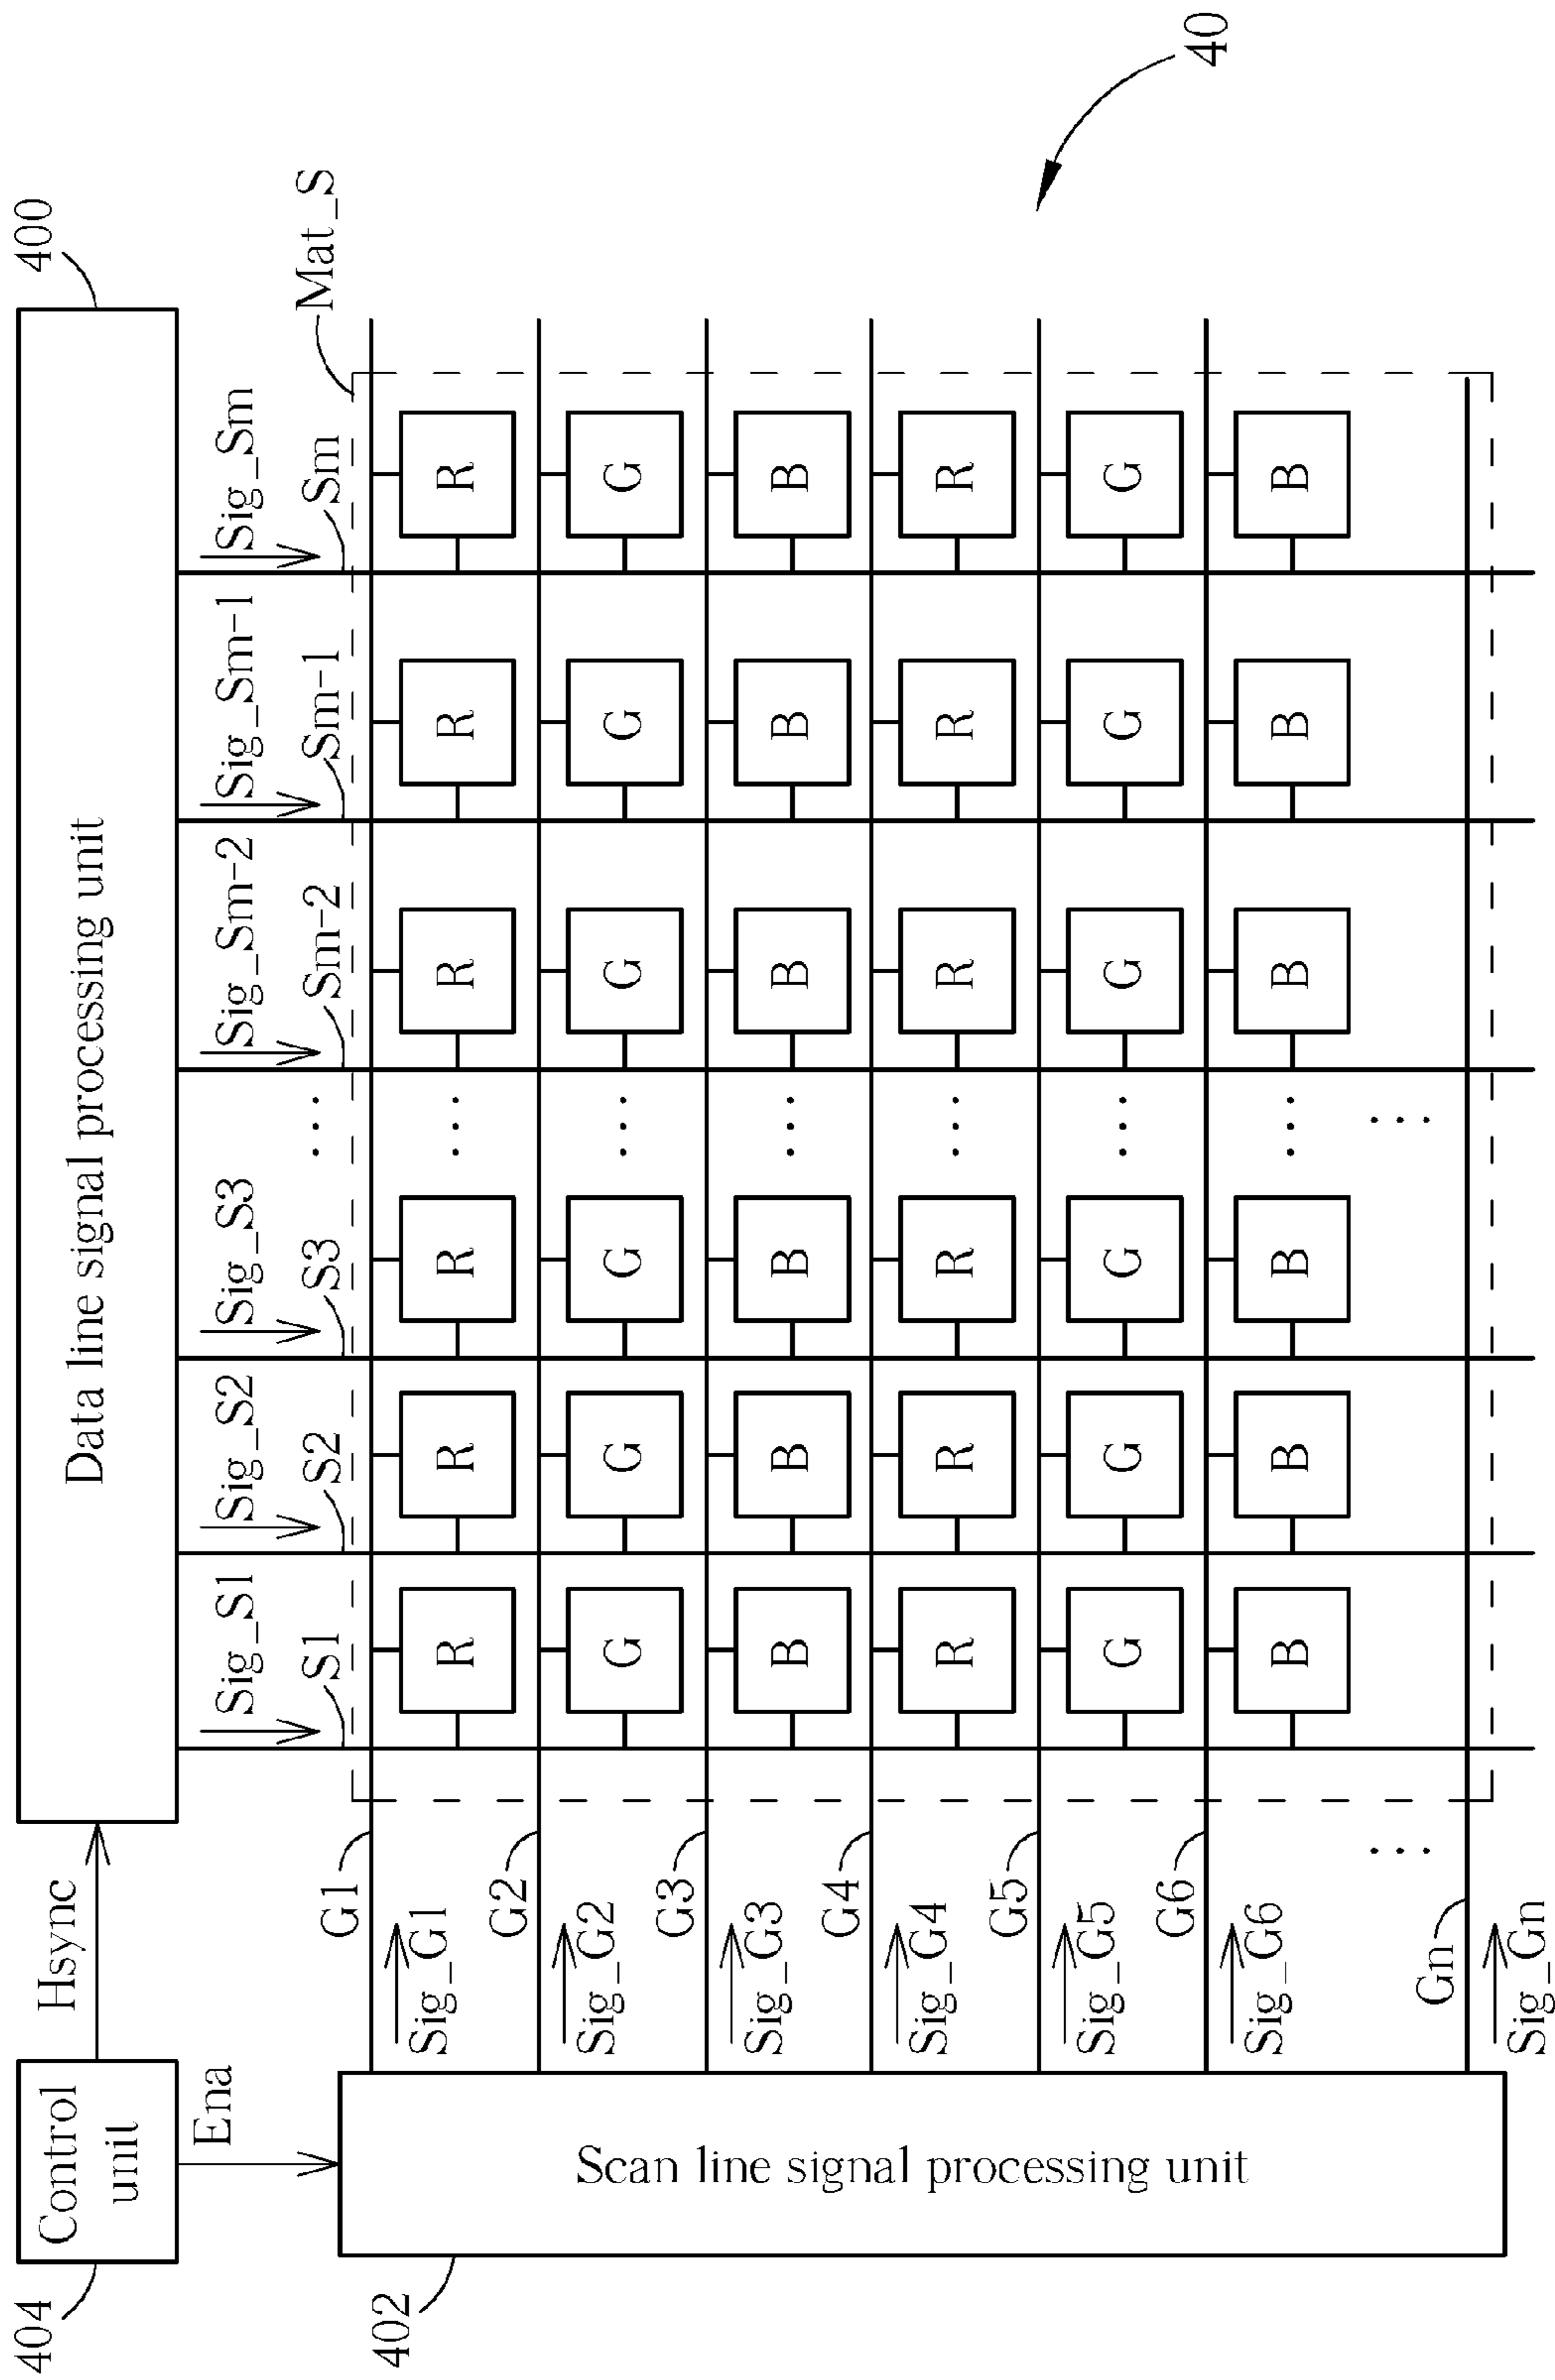 404
Control
unit
Hsync
Data line signal processing unit
400
Ena
Sig_S1
Sig_S2
Sig_S3
Sig_Sm-2
Sig_Sm-1
Sig_Sm
S1
S2
S3
...
Sm-2
Sm-1
Sm
Mat_S
402
Scan line signal processing unit
G1
Sig_G1
R R R ... R R R
G2
Sig_G2
G G G ... G G G
G3
Sig_G3
B B B ... B B B
G4
Sig_G4
R R R ... R R R
G5
Sig_G5
G G G ... G G G
G6
Sig_G6
B B B ... B B B
... ...
Gn
Sig_Gn
40